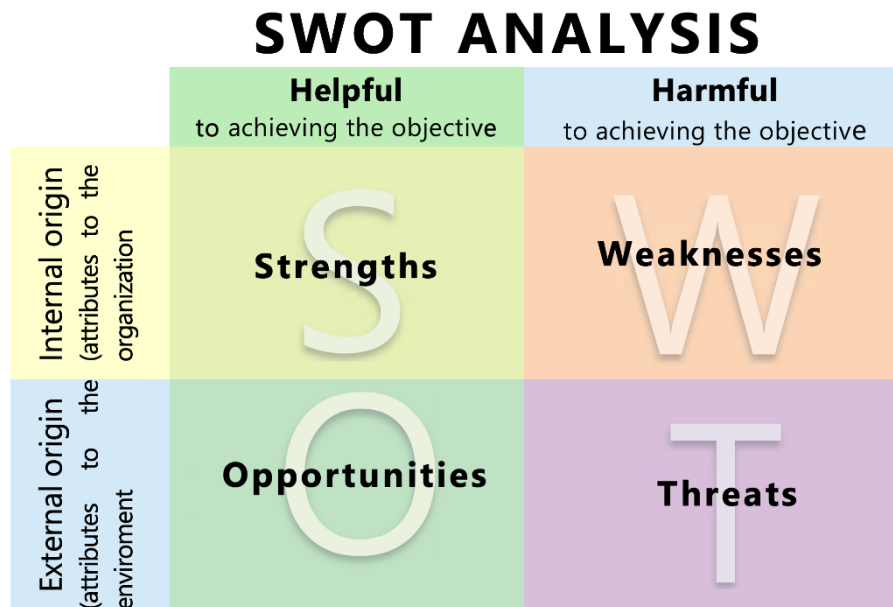 SWOT ANALYSIS
Helpful
to achieving the objective
Harmful
to achieving the objective
Internal origin
(attributes to the
organization
S
Strengths
W
Weaknesses
External origin
(attributes to the
enviroment
O
Opportunities
T
Threats